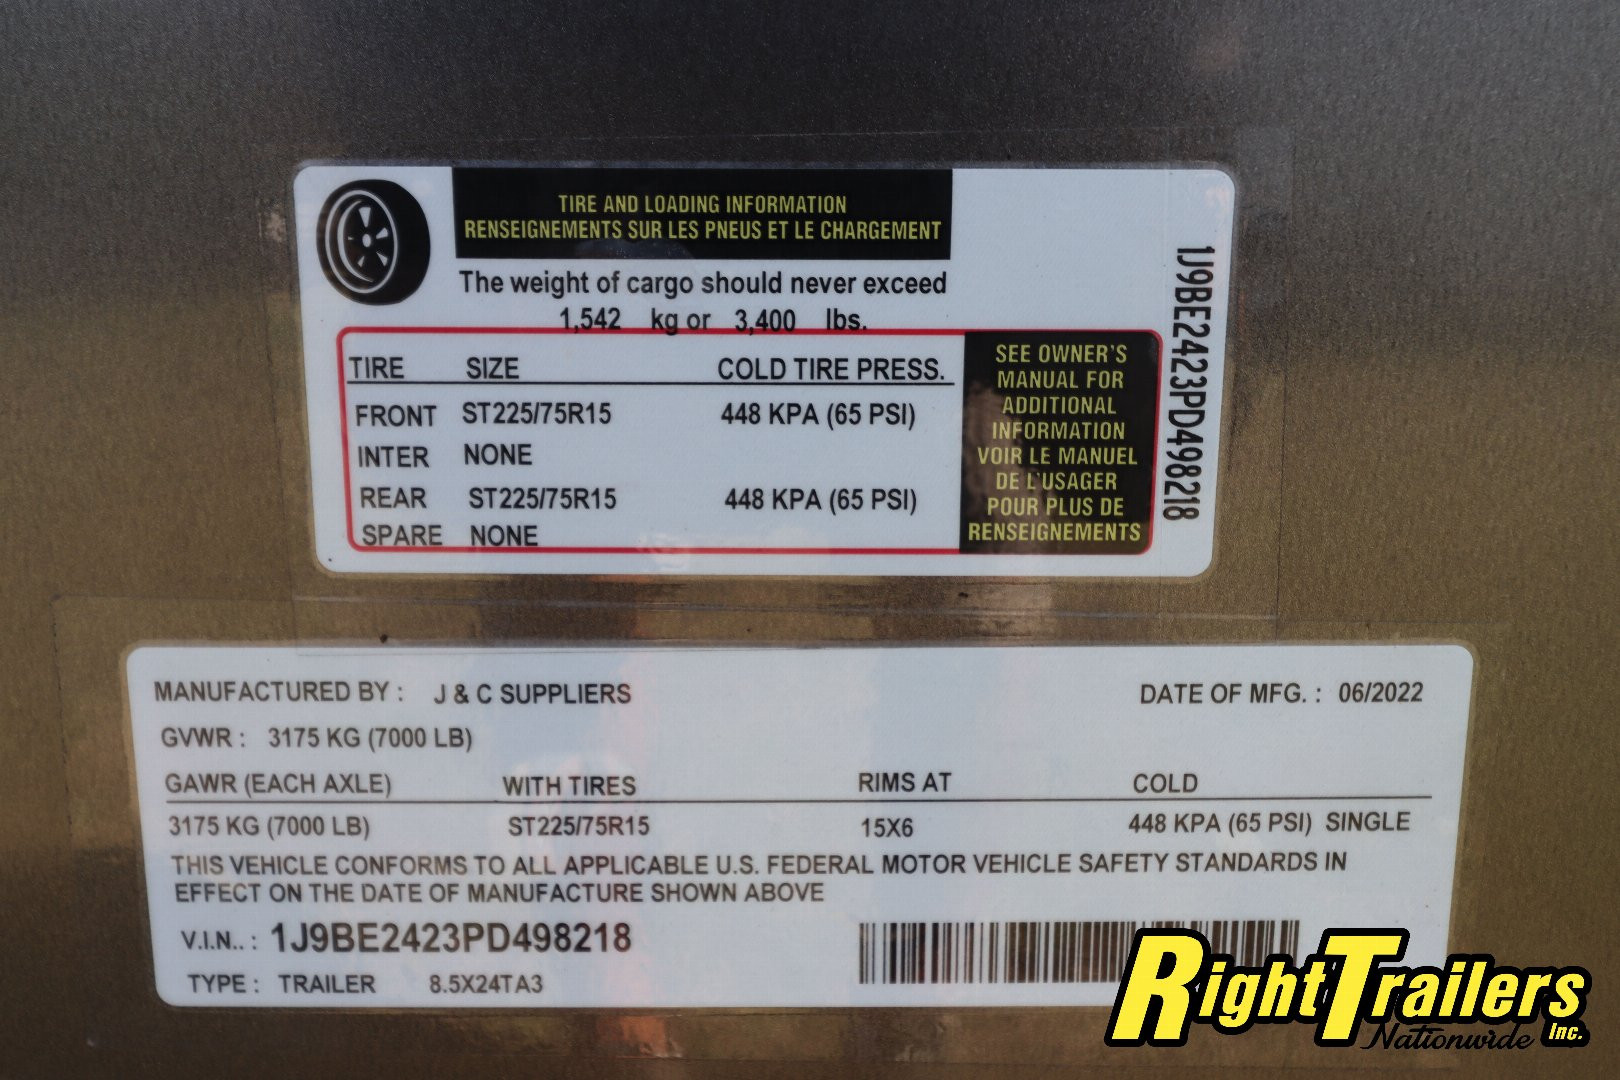 TIRE AND LOADING INFORMATION
RENSEIGNEMENTS SUR LES PNEUS ET LE CHARGEMENT
The weight of cargo should never exceed
1,542 kg or 3,400 lbs.
TIRE SIZE COLD TIRE PRESS.
FRONT ST225/75R15 448 KPA (65 PSI)
INTER NONE
REAR ST225/75R15 448 KPA (65 PSI)
SPARE NONE
SEE OWNER'S
MANUAL FOR
ADDITIONAL
INFORMATION
VOIR LE MANUEL
DE L'USAGER
POUR PLUS DE
RENSEIGNEMENTS
1J9BE2423PD498218
MANUFACTURED BY : J & C SUPPLIERS DATE OF MFG. : 06/2022
GVWR : 3175 KG (7000 LB)
GAWR (EACH AXLE) WITH TIRES RIMS AT COLD
3175 KG (7000 LB) ST225/75R15 15X6 448 KPA (65 PSI) SINGLE
THIS VEHICLE CONFORMS TO ALL APPLICABLE U.S. FEDERAL MOTOR VEHICLE SAFETY STANDARDS IN
EFFECT ON THE DATE OF MANUFACTURE SHOWN ABOVE
V.I.N.. : 1J9BE2423PD498218
TYPE : TRAILER 8.5X24TA3
RightTrailers
Nationwide Inc.